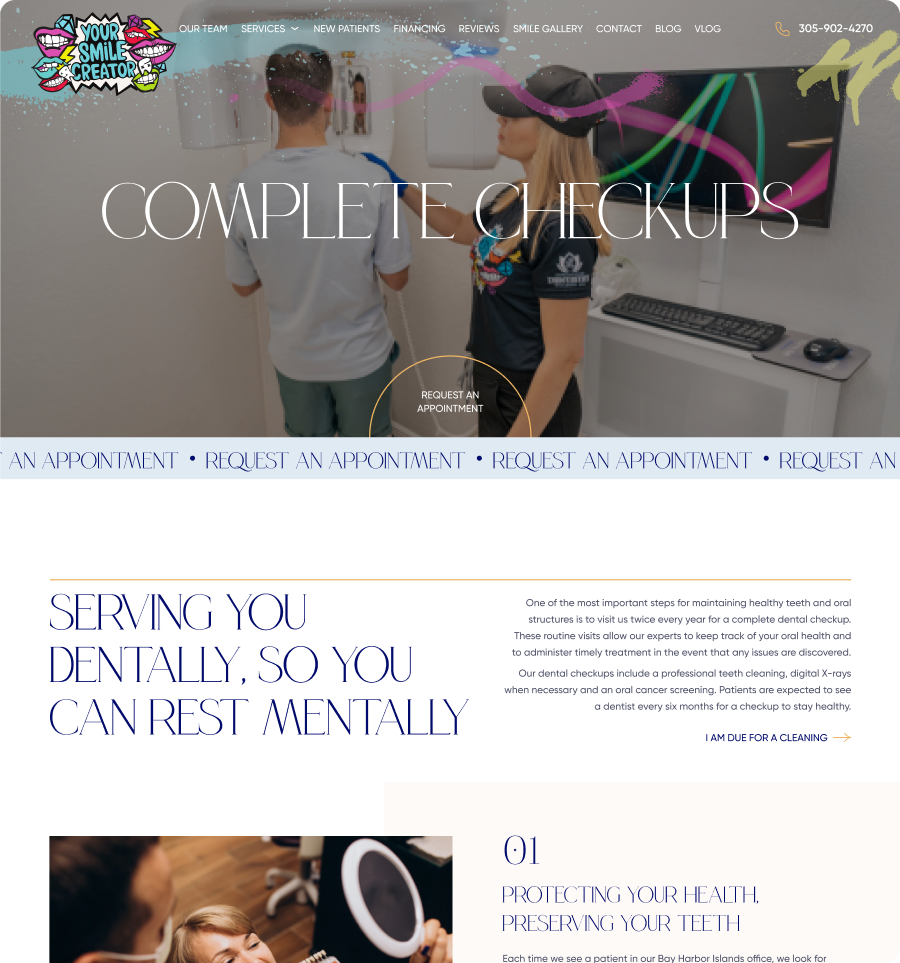 YOUR
SMILE
CREATOR
OUR TEAM SERVICES NEW PATIENTS FINANCING REVIEWS SMILE GALLERY CONTACT BLOG VLOG
305-902-4270
COMPLETE CHECKUPS
REQUEST AN
APPOINTMENT
AN APPOINTMENT • REQUEST AN APPOINTMENT • REQUEST AN APPOINTMENT • REQUEST AN
SERVING YOU
DENTALLY, SO YOU
CAN REST MENTALLY
One of the most important steps for maintaining healthy teeth and oral
structures is to visit us twice every year for a complete dental checkup.
These routine visits allow our experts to keep track of your oral health and
to administer timely treatment in the event that any issues are discovered.
Our dental checkups include a professional teeth cleaning, digital X-rays
when necessary and an oral cancer screening. Patients are expected to see
a dentist every six months for a checkup to stay healthy.
I AM DUE FOR A CLEANING
01
PROTECTING YOUR HEALTH,
PRESERVING YOUR TEETH
Each time we see a patient in our Bay Harbor Islands office, we look for